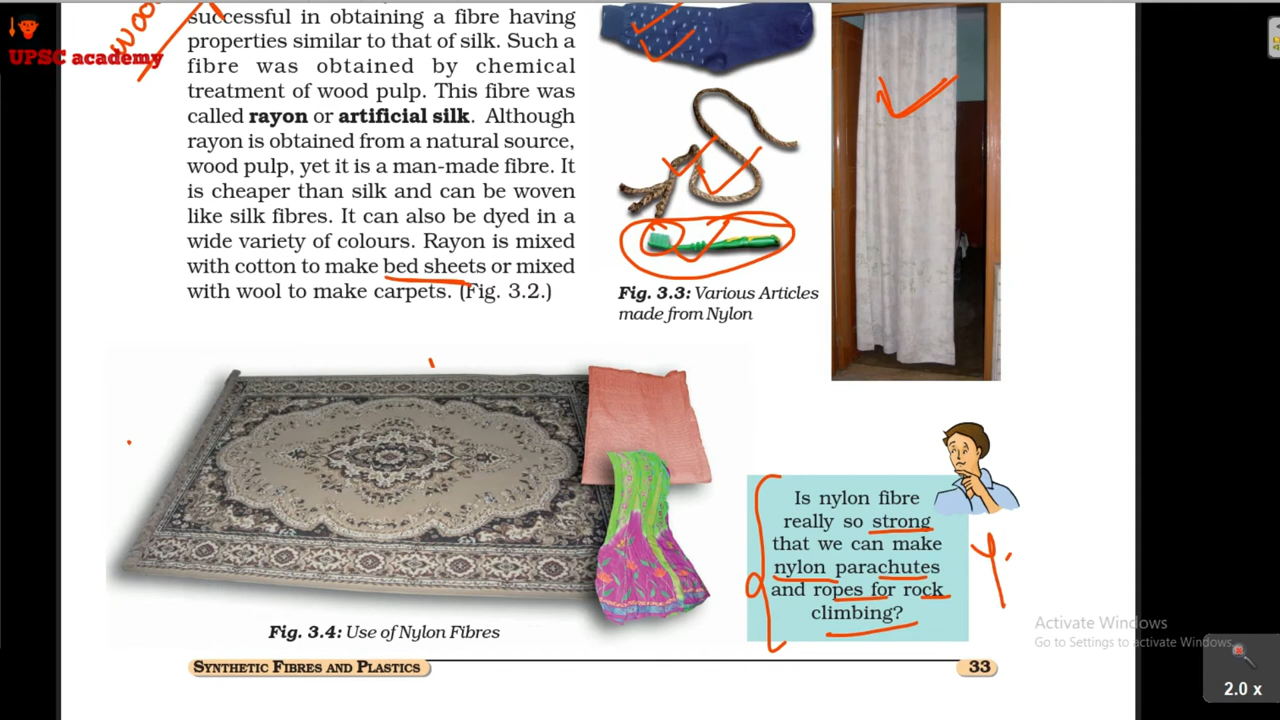 woo
UPSC academy
successful in obtaining a fibre having
properties similar to that of silk. Such a
fibre was obtained by chemical
treatment of wood pulp. This fibre was
called rayon or artificial silk. Although
rayon is obtained from a natural source,
wood pulp, yet it is a man-made fibre. It
is cheaper than silk and can be woven
like silk fibres. It can also be dyed in a
wide variety of colours. Rayon is mixed
with cotton to make bed sheets or mixed
with wool to make carpets. (Fig. 3.2.)
Fig. 3.3: Various Articles
made from Nylon
Is nylon fibre
really so strong
that we can make
nylon parachutes
and ropes for rock
climbing?
Fig. 3.4: Use of Nylon Fibres
SYNTHETIC FIBRES AND PLASTICS
33
Activate Windows
Go to Settings to activate Windows.
2.0 x